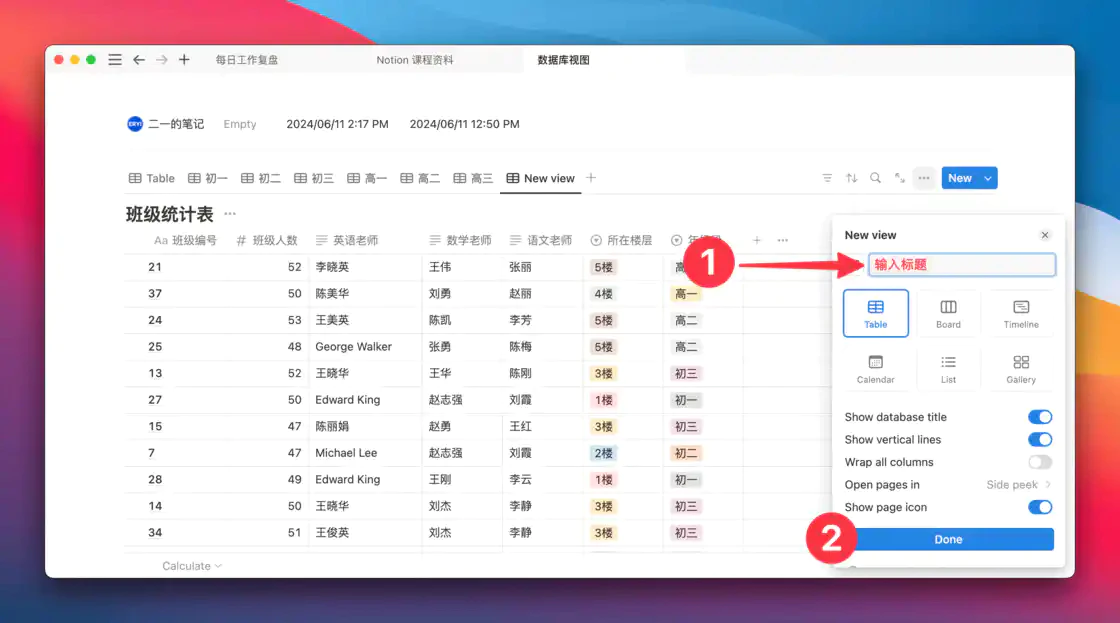 每日工作复盘 Notion 课程资料 数据库视图
二一的笔记 Empty 2024/06/11 2:17 PM 2024/06/11 12:50 PM
Table 初一 初二 初三 高一 高二 高三 New view New
班级统计表
Aa 班级编号 # 班级人数 英语老师 数学老师 语文老师 所在楼层
21 52 李晓英 王伟 张丽 5楼
37 50 陈美华 刘勇 赵丽 4楼 高一
24 53 王美英 陈凯 李芳 5楼 高二
25 48 George Walker 张勇 陈梅 5楼 高二
13 52 王晓华 王华 陈刚 3楼 初三
27 50 Edward King 赵志强 刘霞 1楼 初一
15 47 陈丽娟 赵勇 王红 3楼 初三
7 47 Michael Lee 赵志强 刘霞 2楼 初二
28 49 Edward King 王刚 李云 1楼 初一
14 50 王晓华 刘杰 李静 3楼 初三
34 51 王俊英 刘杰 李静 3楼 初三
Calculate
New view
1 输入标题
Table Board Timeline
Calendar List Gallery
Show database title
Show vertical lines
Wrap all columns
Open pages in Side peek
Show page icon
2 Done